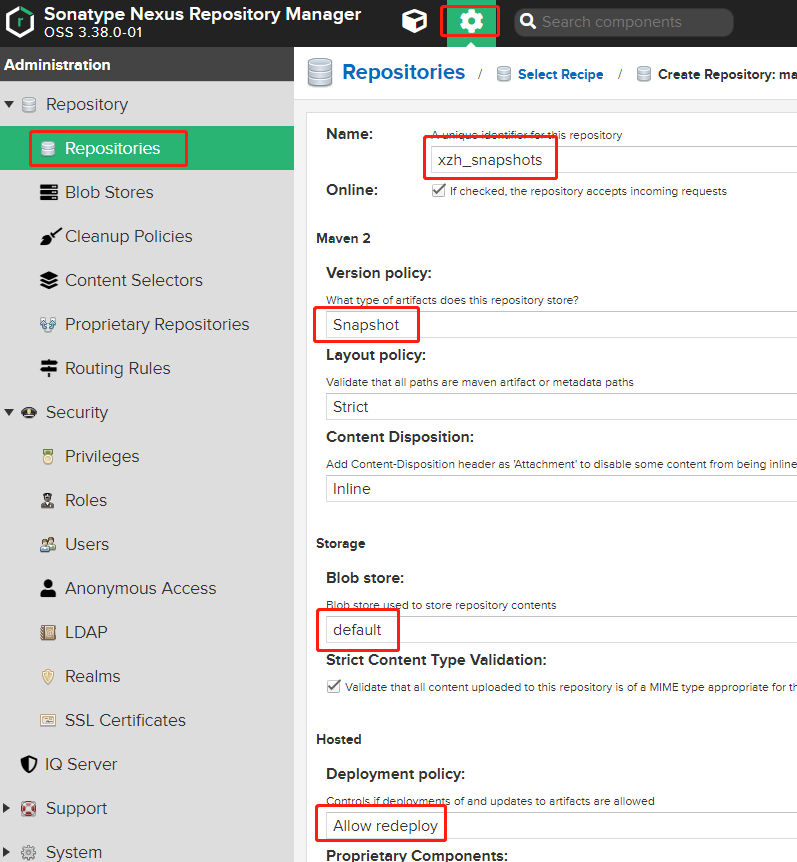 Sonatype Nexus Repository Manager
OSS 3.38.0-01
Search components
Administration
Repository
Repositories
Blob Stores
Cleanup Policies
Content Selectors
Proprietary Repositories
Routing Rules
Security
Privileges
Roles
Users
Anonymous Access
LDAP
Realms
SSL Certificates
IQ Server
Support
System
Repositories / Select Recipe / Create Repository: ma
Name:
A unique identifier for this repository
xzh_snapshots
Online:
If checked, the repository accepts incoming requests
Maven 2
Version policy:
What type of artifacts does this repository store?
Snapshot
Layout policy:
Validate that all paths are maven artifact or metadata paths
Strict
Content Disposition:
Add Content-Disposition header as 'Attachment' to disable some content from being inline
Inline
Storage
Blob store:
Blob store used to store repository contents
default
Strict Content Type Validation:
Validate that all content uploaded to this repository is of a MIME type appropriate for th
Hosted
Deployment policy:
Controls if deployments of and updates to artifacts are allowed
Allow redeploy
Proprietary Components: